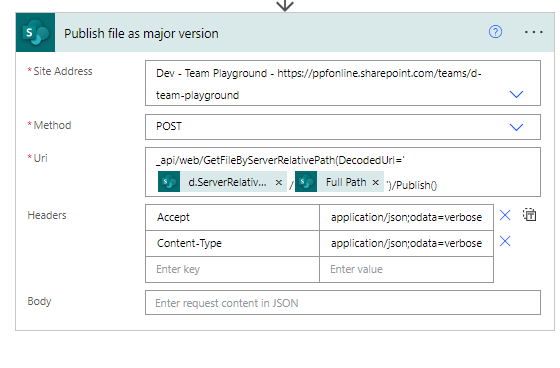 Publish file as major version
* Site Address
Dev - Team Playground - https://ppfonline.sharepoint.com/teams/d-
team-playground
* Method
POST
* Uri
_api/web/GetFileByServerRelativePath(DecodedUrl='
d.ServerRelativ... × / Full Path × ')/Publish()
Headers
Accept application/json;odata=verbose
Content-Type application/json;odata=verbose
Enter key Enter value
Body
Enter request content in JSON